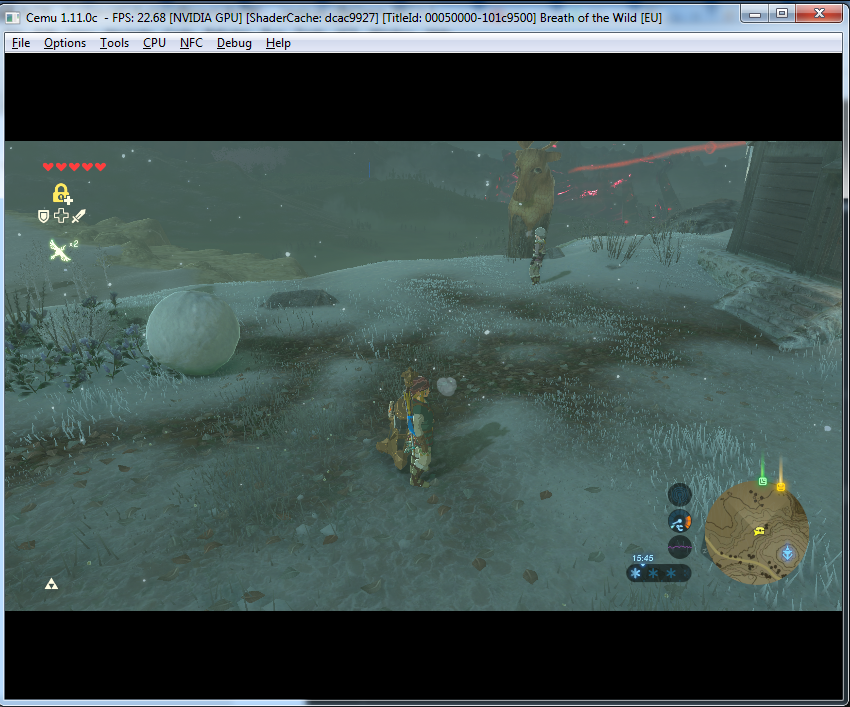 Cemu 1.11.0c - FPS: 22.68 [NVIDIA GPU] [ShaderCache: dcac9927] [TitleId: 00050000-101c9500] Breath of the Wild [EU]
File Options Tools CPU NFC Debug Help
×2
15:45